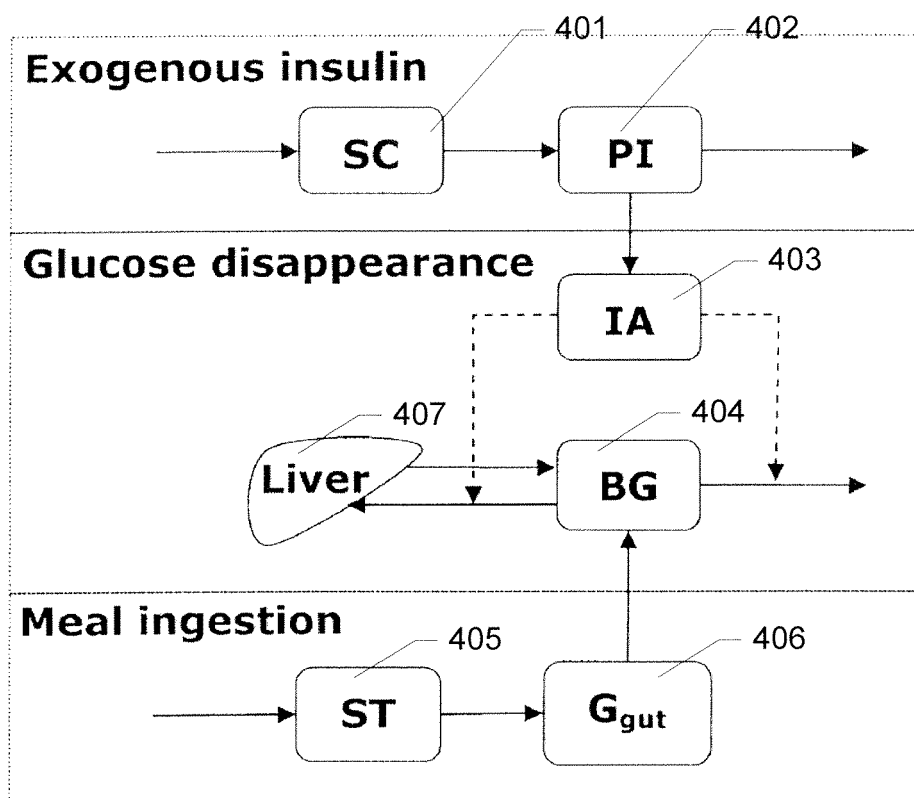 401
402
Exogenous insulin
SC
PI
Glucose disappearance
403
IA
407
404
Liver
BG
Meal ingestion
405
406
ST
Ggut